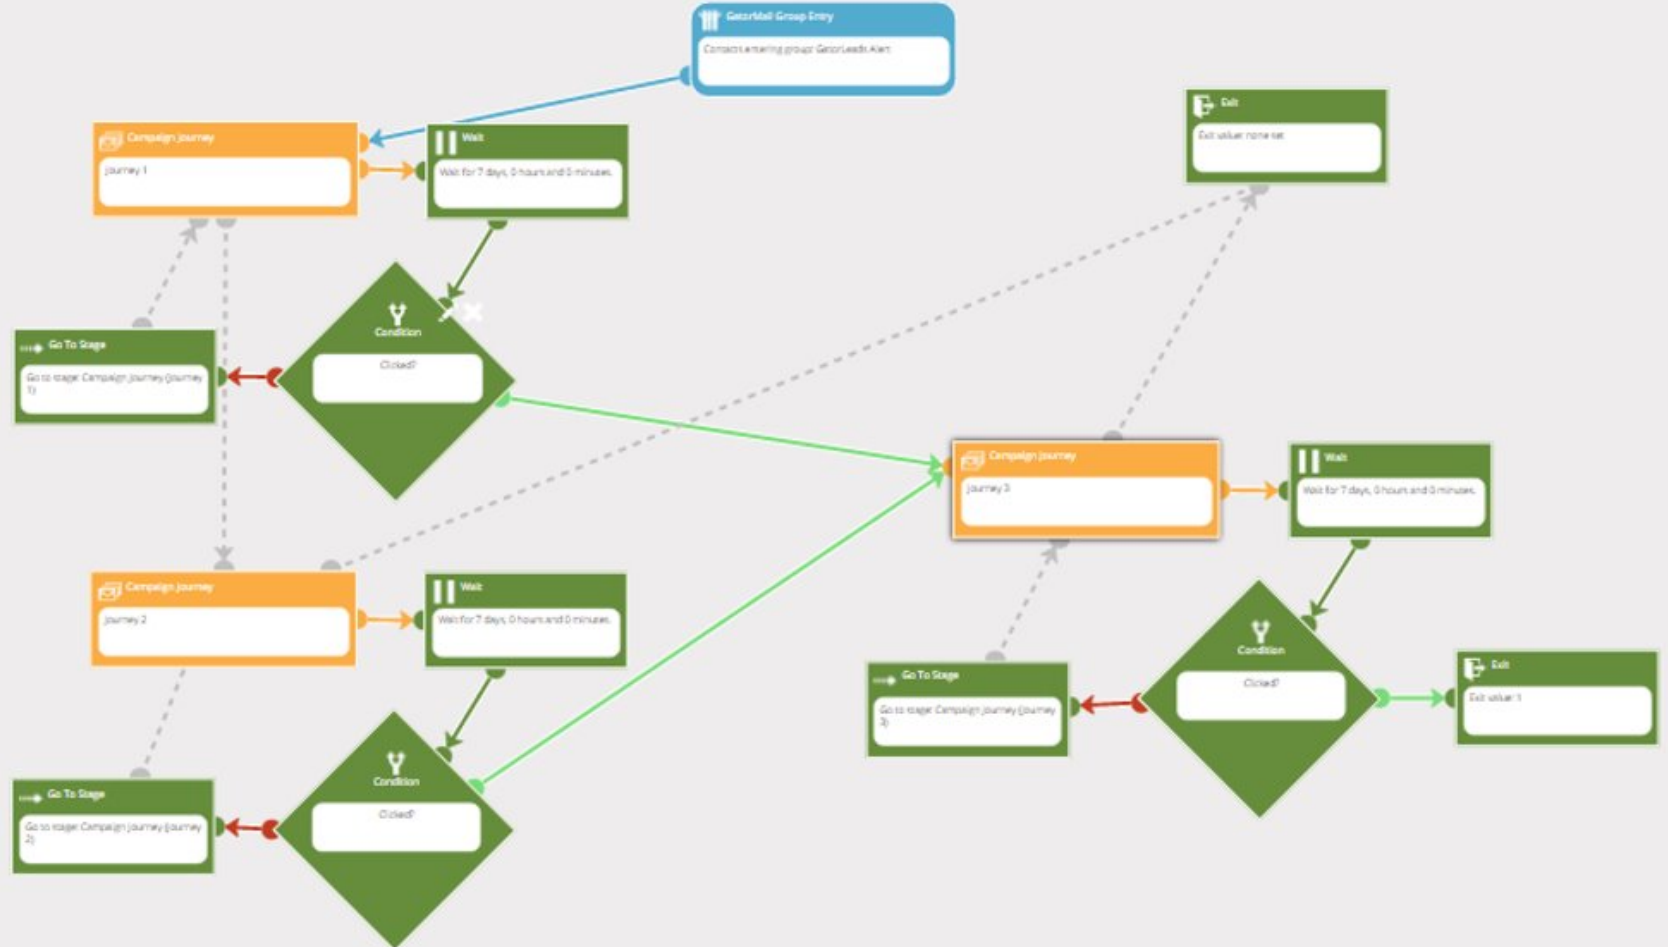 GatorMail Group Entry
Contacts entering group: GatorLeads Alert
Exit
Exit value: none set
Campaign Journey
Journey 1
Wait
Wait for 7 days, 0 hours and 0 minutes.
Condition
Clicked?
Go To Stage
Go to stage: Campaign Journey (Journey
1)
Campaign Journey
Journey 3
Wait
Wait for 7 days, 0 hours and 0 minutes.
Campaign Journey
Journey 2
Wait
Wait for 7 days, 0 hours and 0 minutes.
Condition
Clicked?
Go To Stage
Go to stage: Campaign Journey (Journey
3)
Exit
Exit value: 1
Condition
Clicked?
Go To Stage
Go to stage: Campaign Journey (Journey
2)